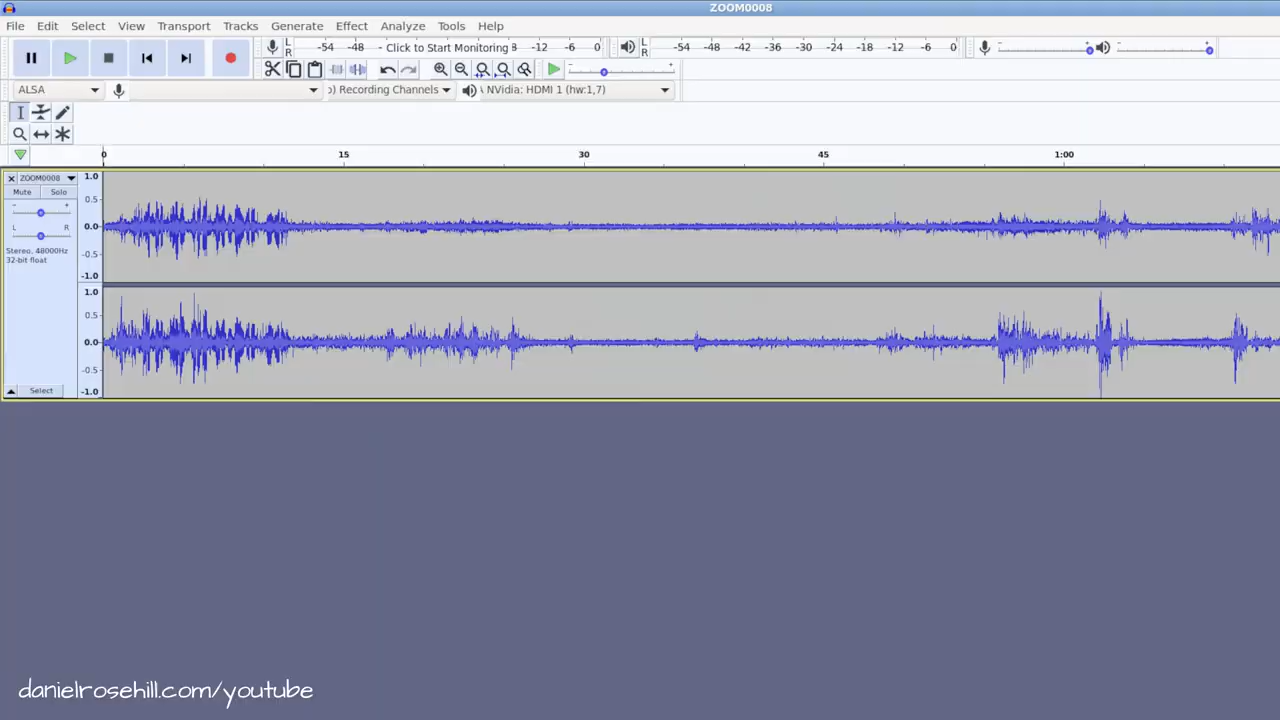 ZOOM0008
File Edit Select View Transport Tracks Generate Effect Analyze Tools Help
L R -54 -48 - Click to Start Monitoring -12 -6 0 L R -54 -48 -42 -36 -30 -24 -18 -12 -6 0 - + - +
- +
ALSA ) Recording Channels NVidia: HDMI 1 (hw:1,7)
0 15 30 45 1:00
ZOOM0008
Mute Solo
- +
L R
Stereo, 48000Hz
32-bit float
Select
1.0
0.5
0.0
-0.5
-1.0
1.0
0.5
0.0
-0.5
-1.0
danielrosehill.com/youtube